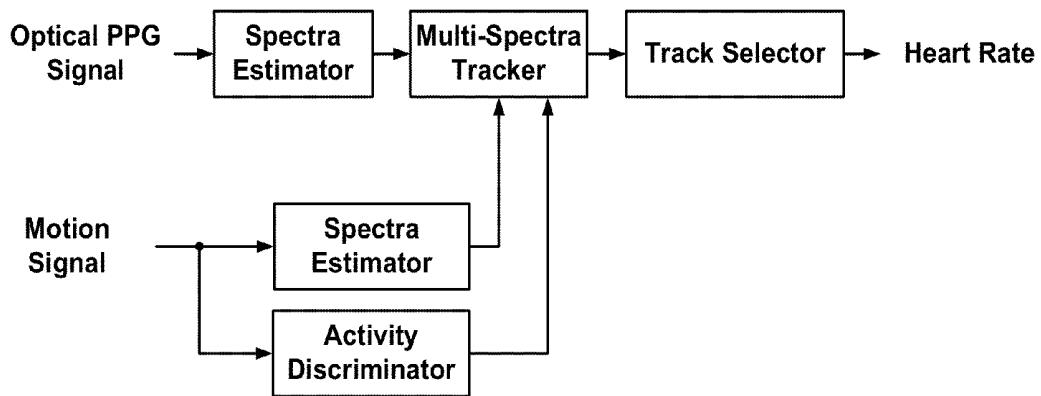 Optical PPG
Signal
Spectra
Estimator
Multi-Spectra
Tracker
Track Selector
Heart Rate
Motion
Signal
Spectra
Estimator
Activity
Discriminator